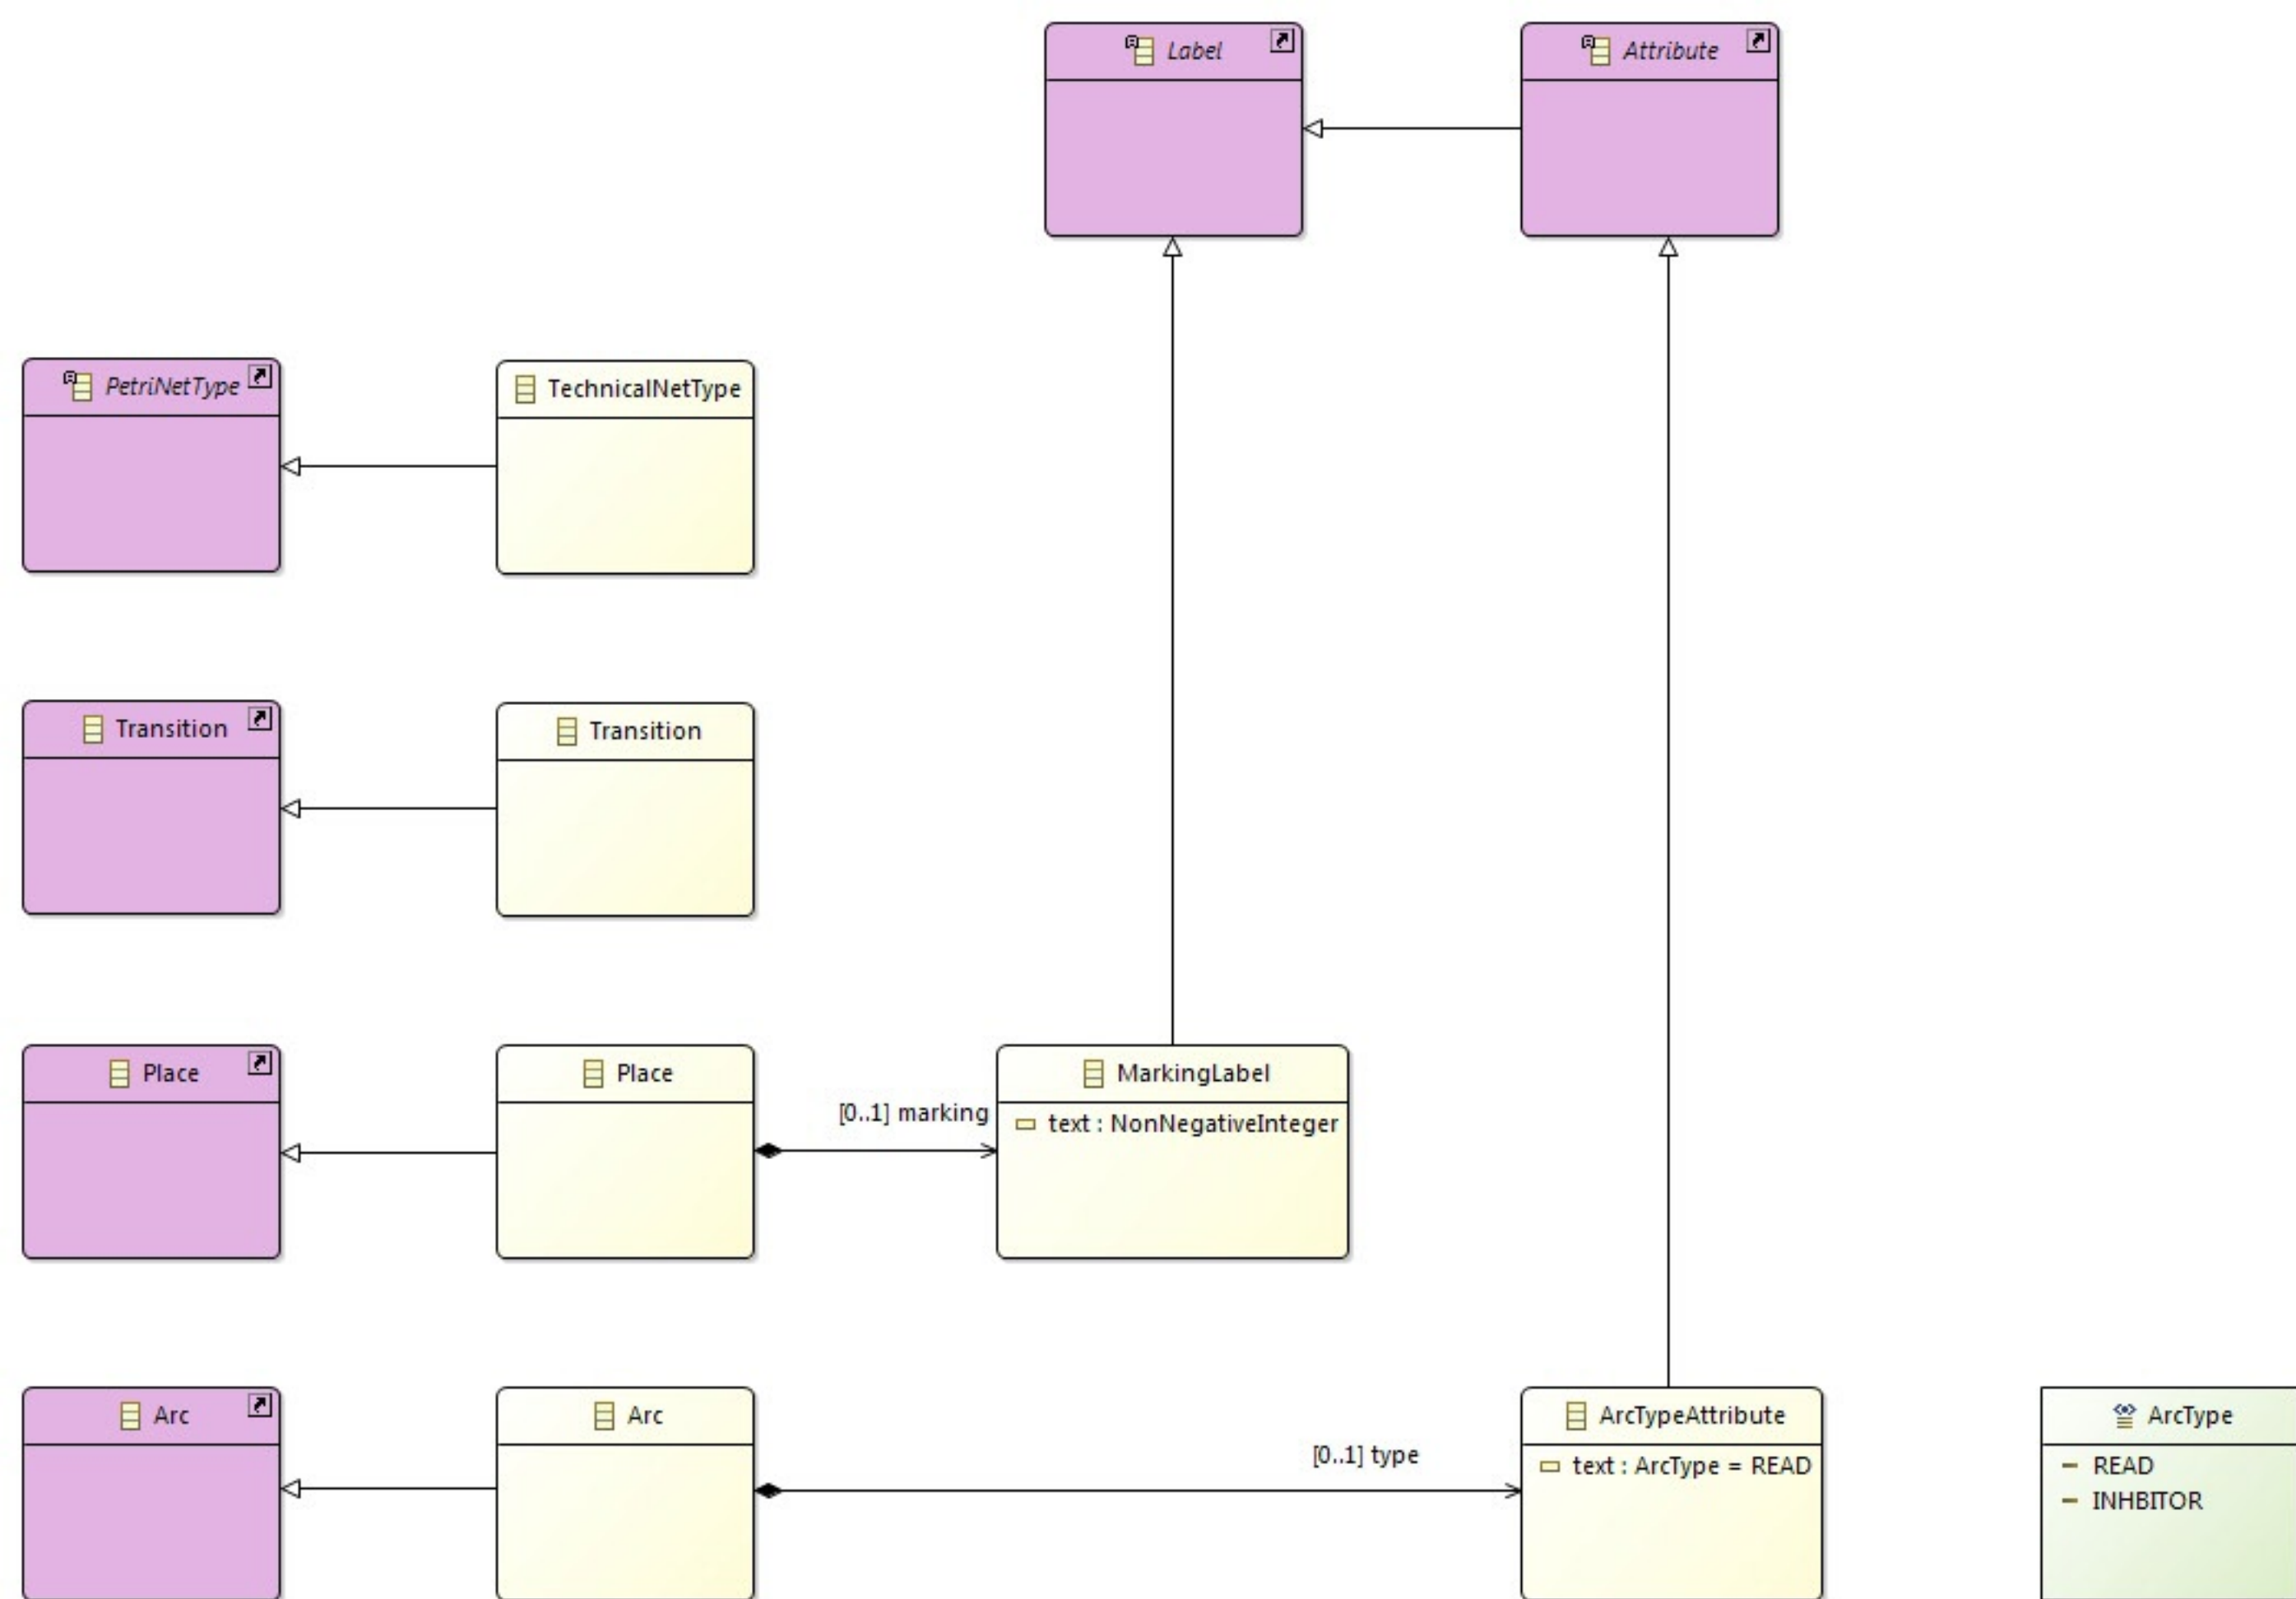 Label
Attribute
PetriNetType
TechnicalNetType
Transition
Transition
Place
Place
[0..1] marking
MarkingLabel
text : NonNegativeInteger
Arc
Arc
[0..1] type
ArcTypeAttribute
text : ArcType = READ
ArcType
READ
INHBITOR